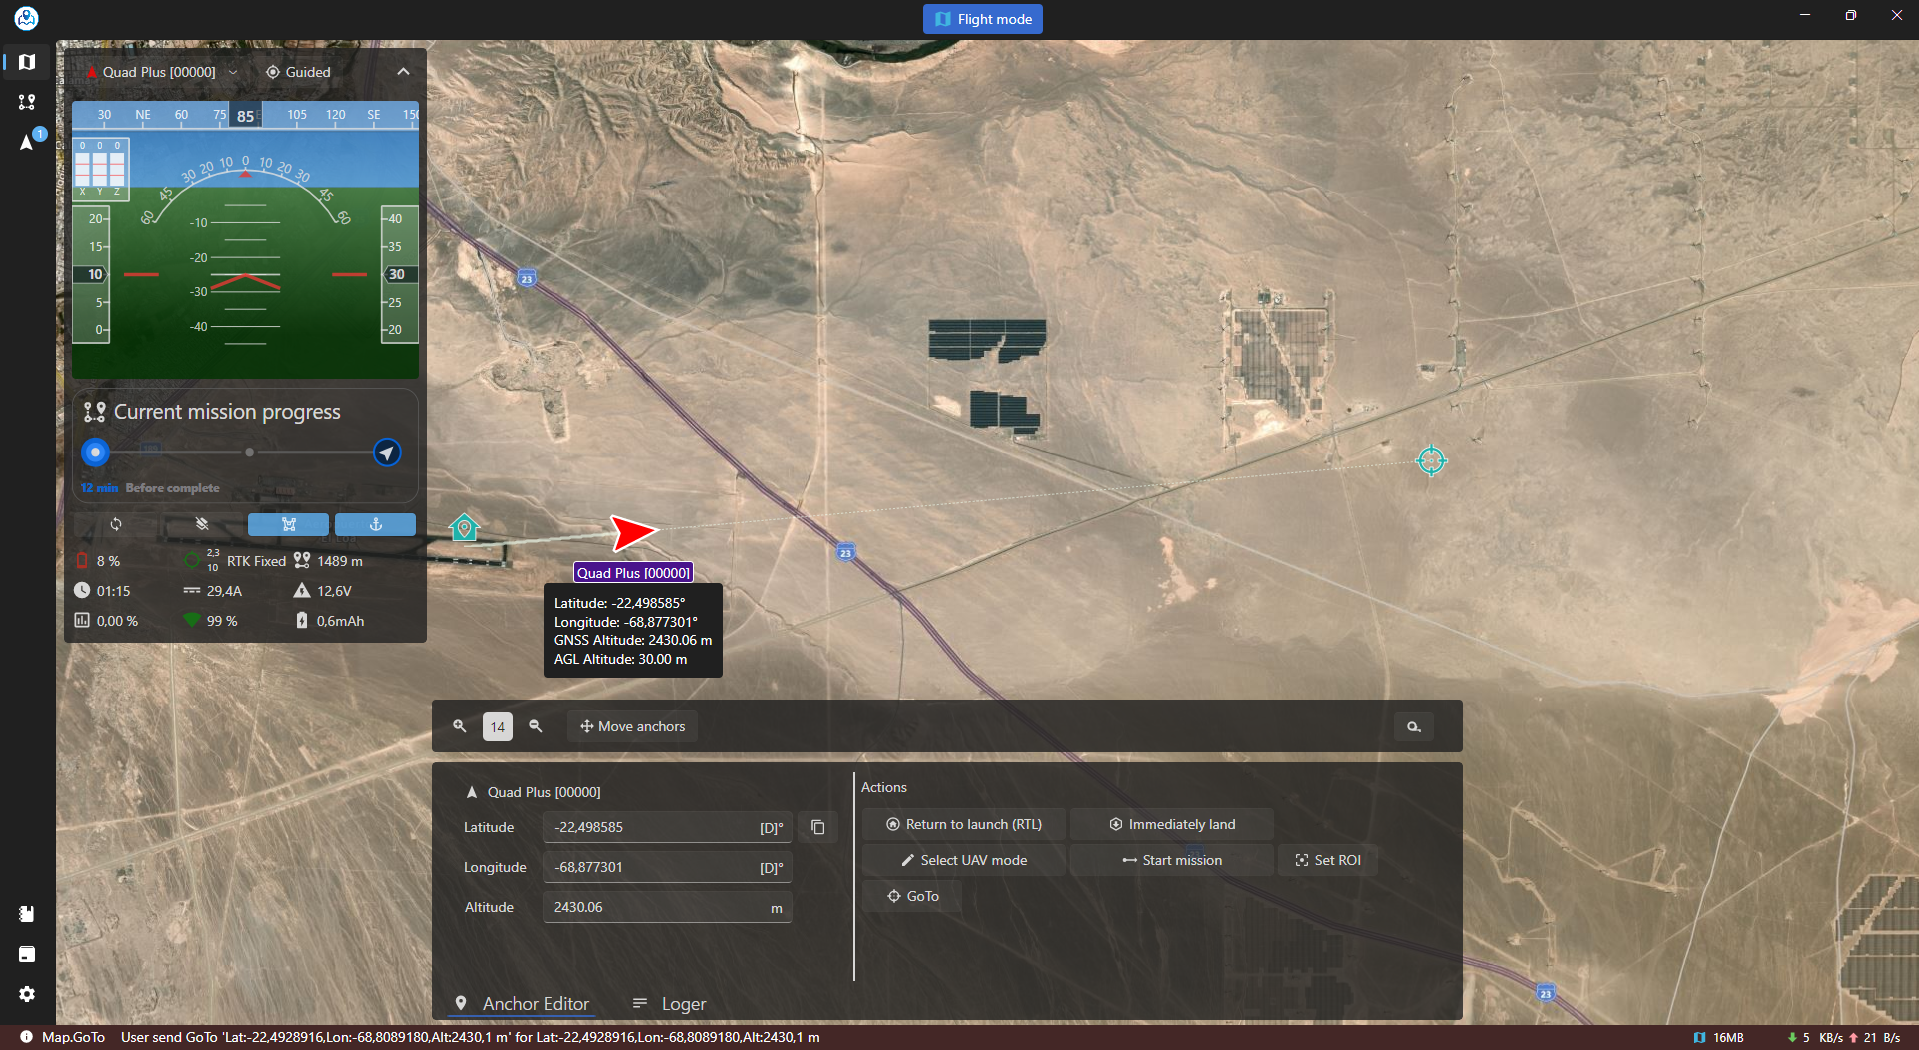 Flight mode
Quad Plus [00000]
Guided
30 NE 60 75 85 105 120 SE
0 0 0
X Y Z
60 45 30 20 10 0 10 20 30 45 60
20
15
10
5
0
-10
-20
-30
-40
40
35
30
25
20
Current mission progress
12 min Before complete
8 %
2,3
10
RTK Fixed
1489 m
01:15
29,4A
12,6V
0,00 %
99 %
0,6mAh
1
23
23
23
Quad Plus [00000]
Latitude: -22,498585°
Longitude: -68,877301°
GNSS Altitude: 2430.06 m
AGL Altitude: 30.00 m
14
Move anchors
Quad Plus [00000]
Latitude
-22,498585 [D]°
Longitude
-68,877301 [D]°
Altitude
2430.06 m
Actions
Return to launch (RTL)
Immediately land
Select UAV mode
Start mission
Set ROI
GoTo
Anchor Editor
Loger
Map.GoTo User send GoTo 'Lat:-22,4928916,Lon:-68,8089180,Alt:2430,1 m' for Lat:-22,4928916,Lon:-68,8089180,Alt:2430,1 m
16MB
5 KB/s
21 B/s